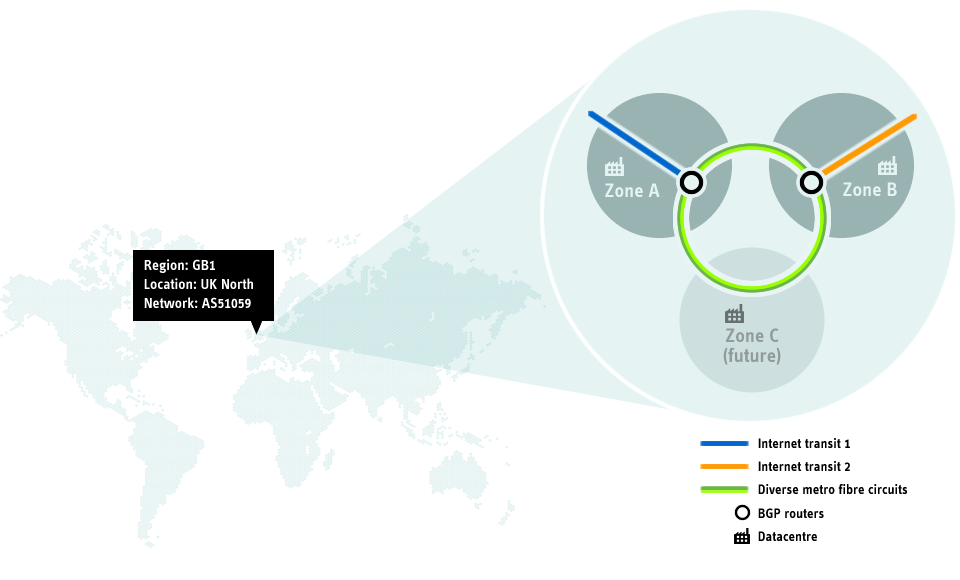 Region: GB1
Location: UK North
Network: AS51059
Zone A
Zone B
Zone C
(future)
Internet transit 1
Internet transit 2
Diverse metro fibre circuits
BGP routers
Datacentre